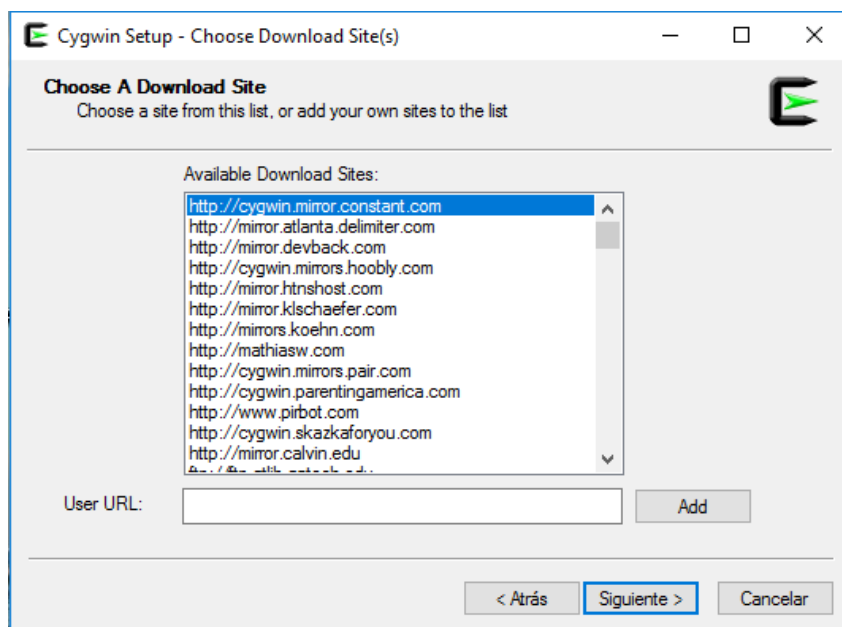 Cygwin Setup - Choose Download Site(s)
Choose A Download Site
Choose a site from this list, or add your own sites to the list
Available Download Sites:
http://cygwin.mirror.constant.com
http://mirror.atlanta.delimiter.com
http://mirror.devback.com
http://cygwin.mirrors.hoobly.com
http://mirror.htnshost.com
http://mirror.klschaefer.com
http://mirrors.koehn.com
http://mathiasw.com
http://cygwin.mirrors.pair.com
http://cygwin.parentingamerica.com
http://www.pirbot.com
http://cygwin.skazkaforyou.com
http://mirror.calvin.edu
User URL:
Add
< Atrás
Siguiente >
Cancelar